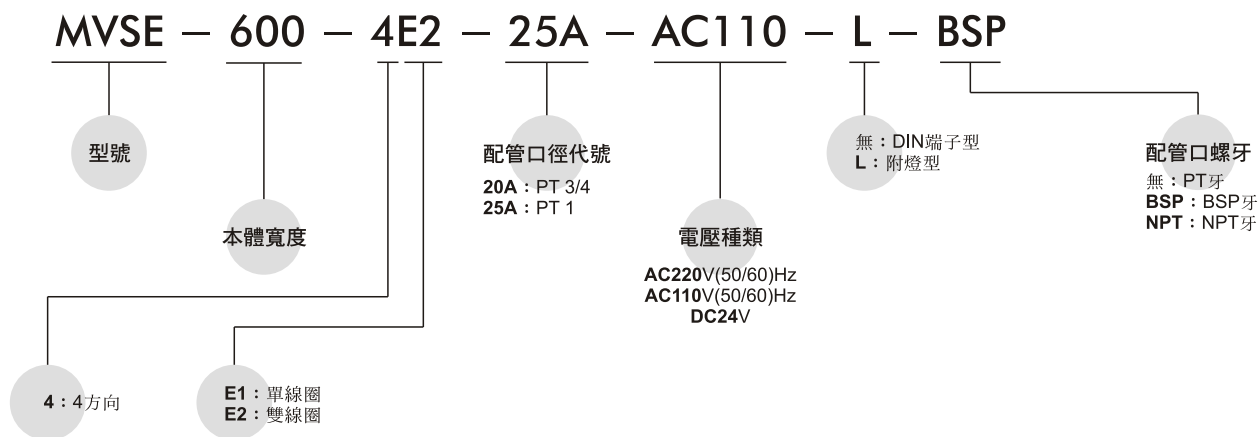 MVSE — 600 — 4E2 — 25A — AC110 — L — BSP
型號
本體寬度
4：4方向
E1：單線圈
E2：雙線圈
配管口徑代號
20A：PT 3/4
25A：PT 1
電壓種類
AC220V(50/60)Hz
AC110V(50/60)Hz
DC24V
無：DIN端子型
L：附燈型
配管口螺牙
無：PT牙
BSP：BSP牙
NPT：NPT牙